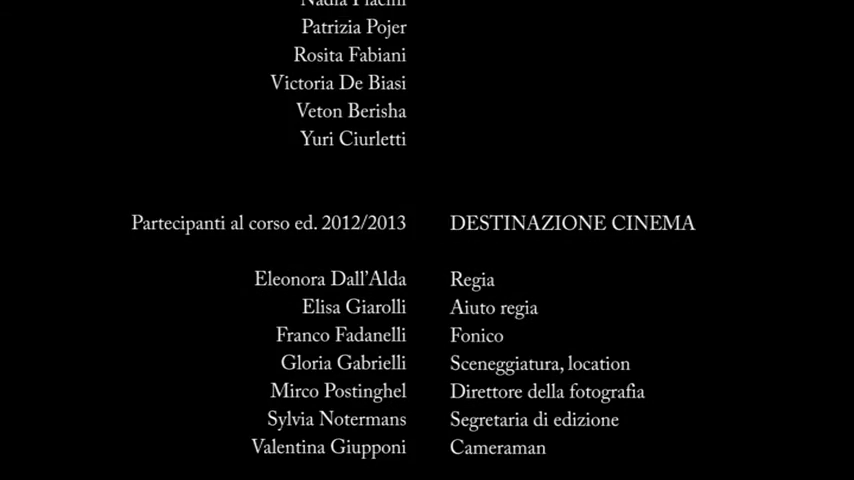 Nadia Placini
Patrizia Pojer
Rosita Fabiani
Victoria De Biasi
Veton Berisha
Yuri Ciurletti
Partecipanti al corso ed. 2012/2013 DESTINAZIONE CINEMA
Eleonora Dall'Alda Regia
Elisa Giarolli Aiuto regia
Franco Fadanelli Fonico
Gloria Gabrielli Sceneggiatura, location
Mirco Postinghel Direttore della fotografia
Sylvia Notermans Segretaria di edizione
Valentina Giupponi Cameraman